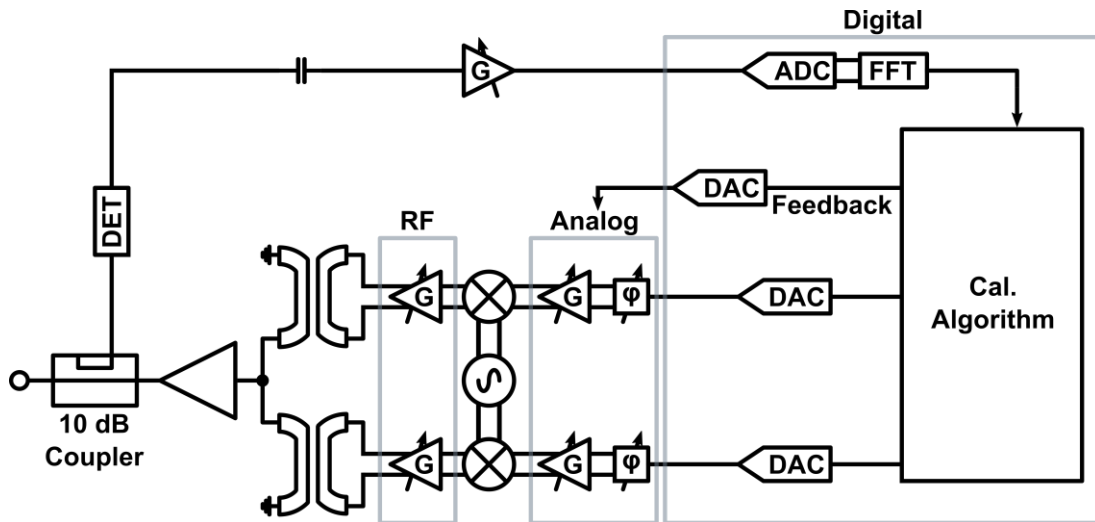 Digital
G
ADC
FFT
DAC
Feedback
DET
RF
Analog
G
G
φ
DAC
Cal.
Algorithm
10 dB
Coupler
G
G
φ
DAC